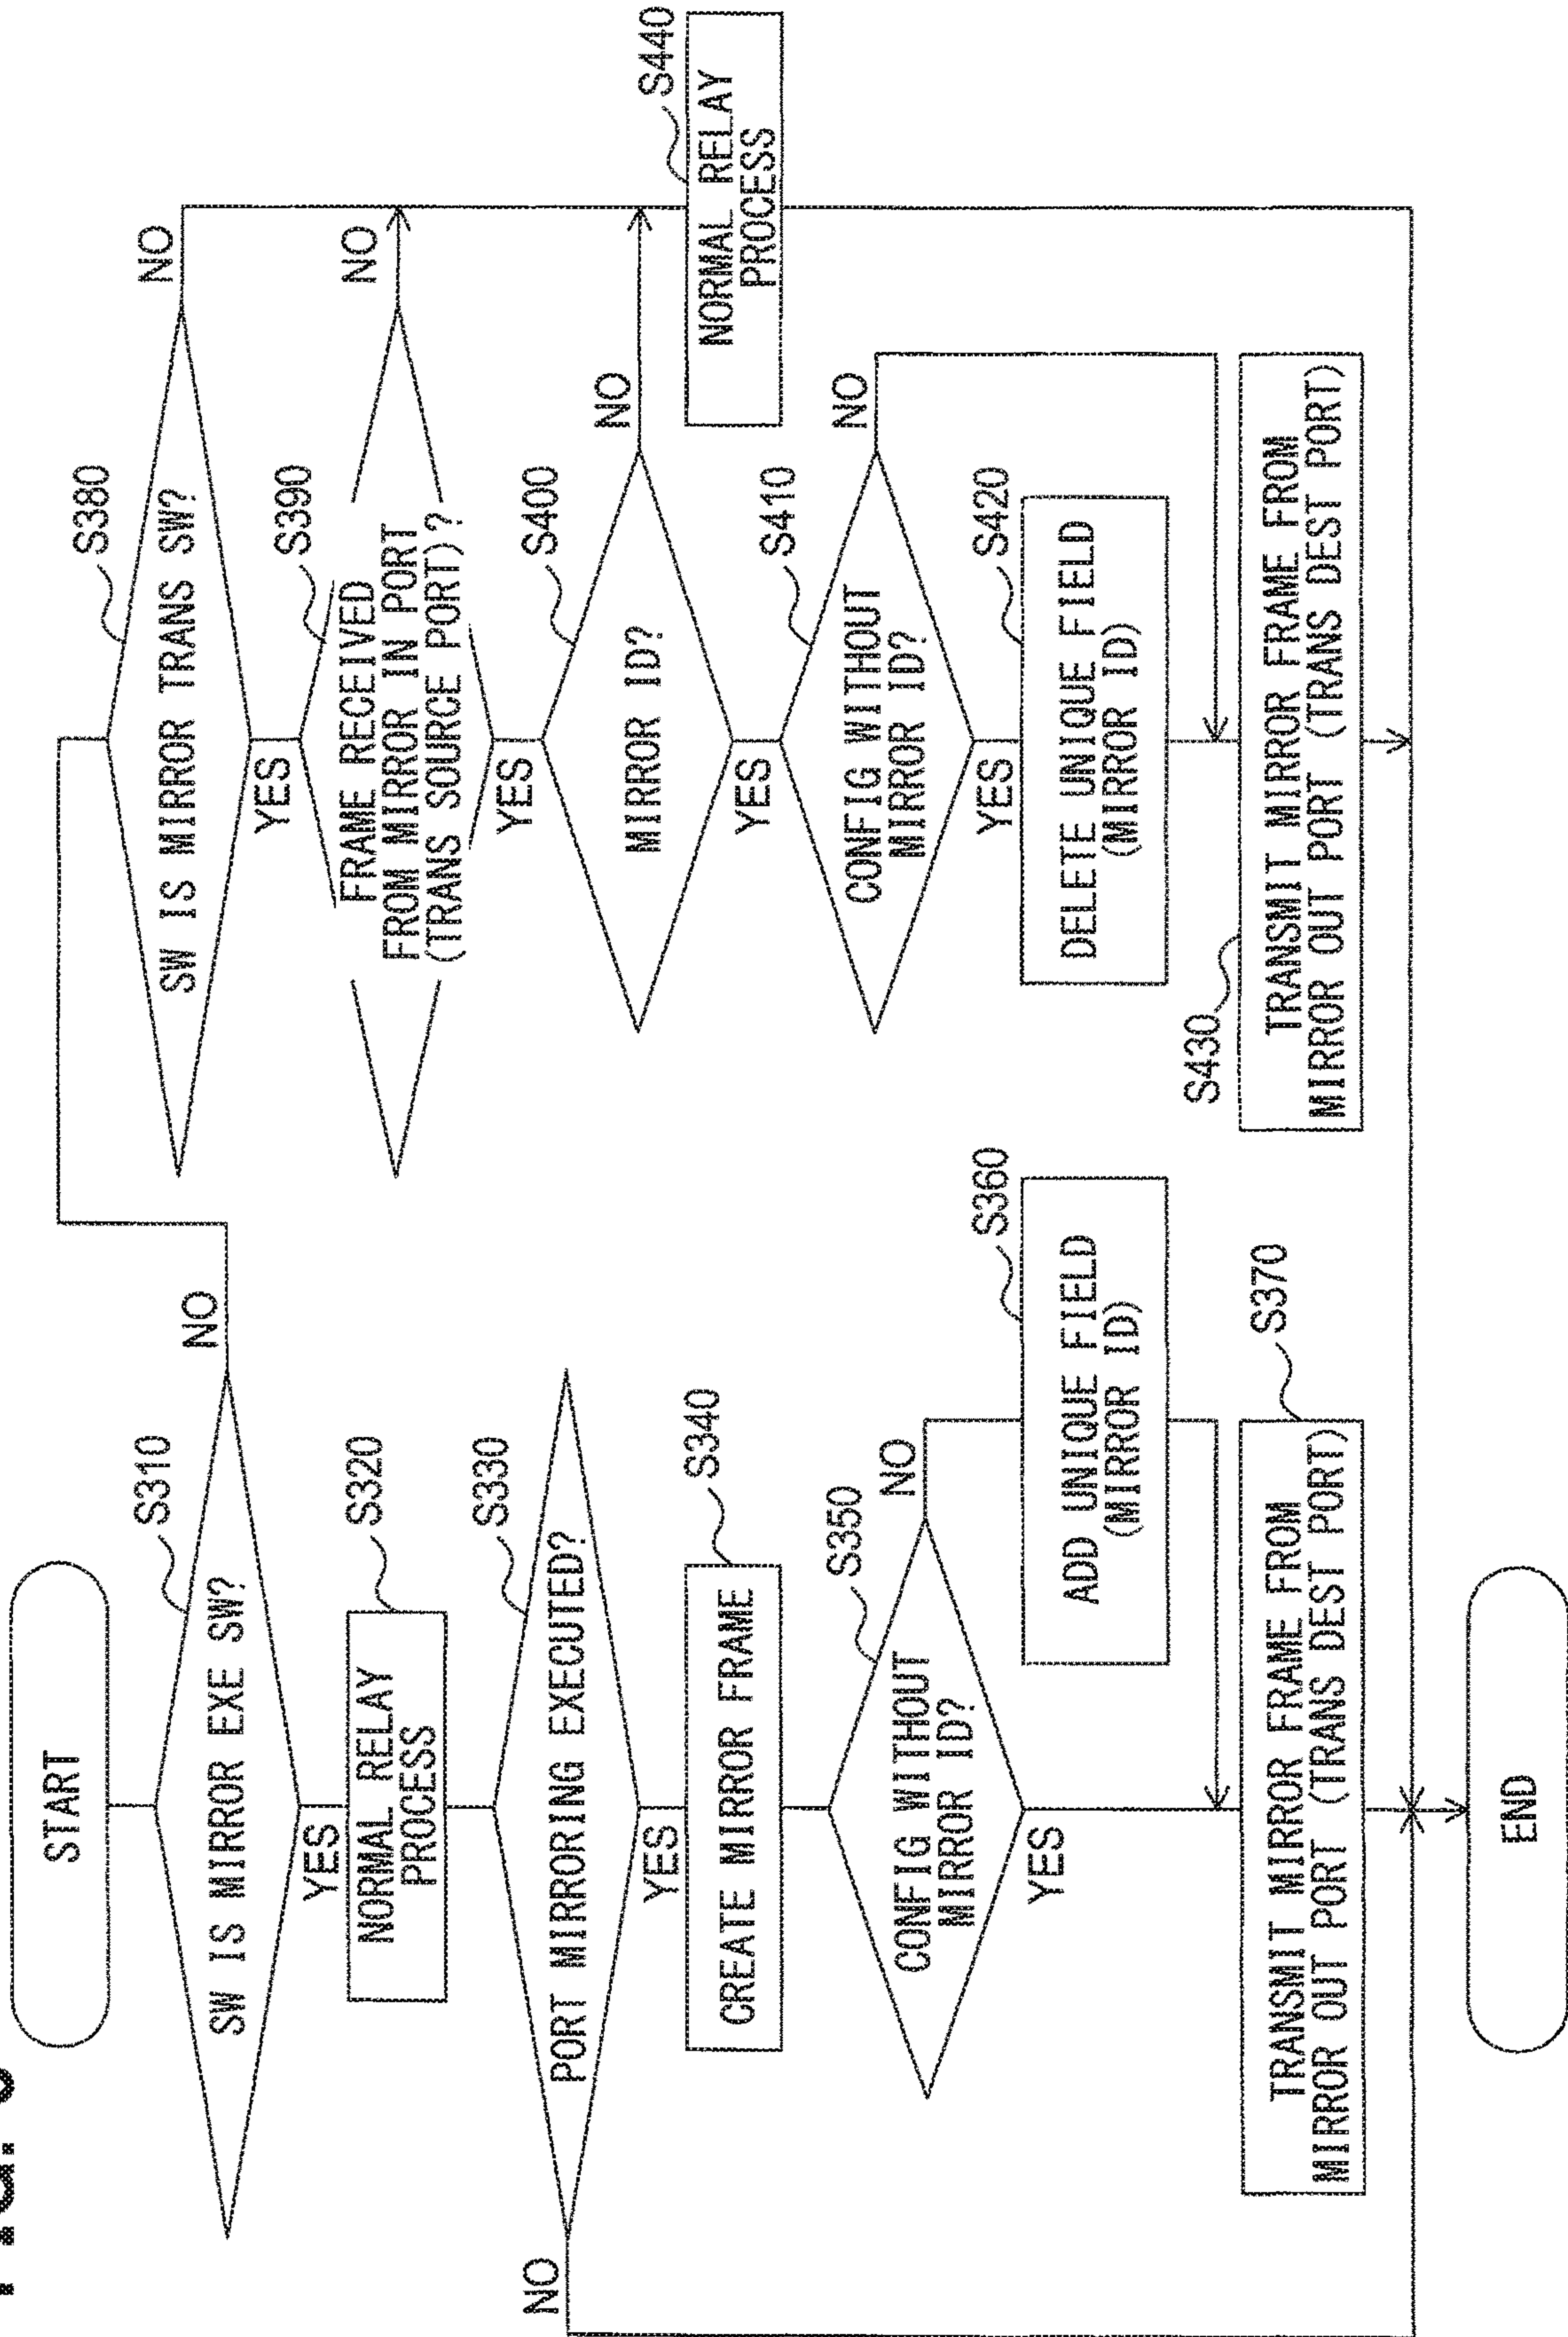 START
S310
SW IS MIRROR EXE SW?
NO
YES
S320
NORMAL RELAY
PROCESS
S330
PORT MIRRORING EXECUTED?
NO
YES
S340
CREATE MIRROR FRAME
S350
CONFIG WITHOUT
MIRROR ID?
NO
YES
S360
ADD UNIQUE FIELD
(MIRROR ID)
S370
TRANSMIT MIRROR FRAME FROM
MIRROR OUT PORT (TRANS DEST PORT)
END
S380
SW IS MIRROR TRANS SW?
NO
YES
S390
FRAME RECEIVED
FROM MIRROR IN PORT
(TRANS SOURCE PORT)?
NO
YES
S400
MIRROR ID?
NO
YES
S410
CONFIG WITHOUT
MIRROR ID?
NO
YES
S420
DELETE UNIQUE FIELD
(MIRROR ID)
S430
TRANSMIT MIRROR FRAME FROM
MIRROR OUT PORT (TRANS DEST PORT)
S440
NORMAL RELAY
PROCESS